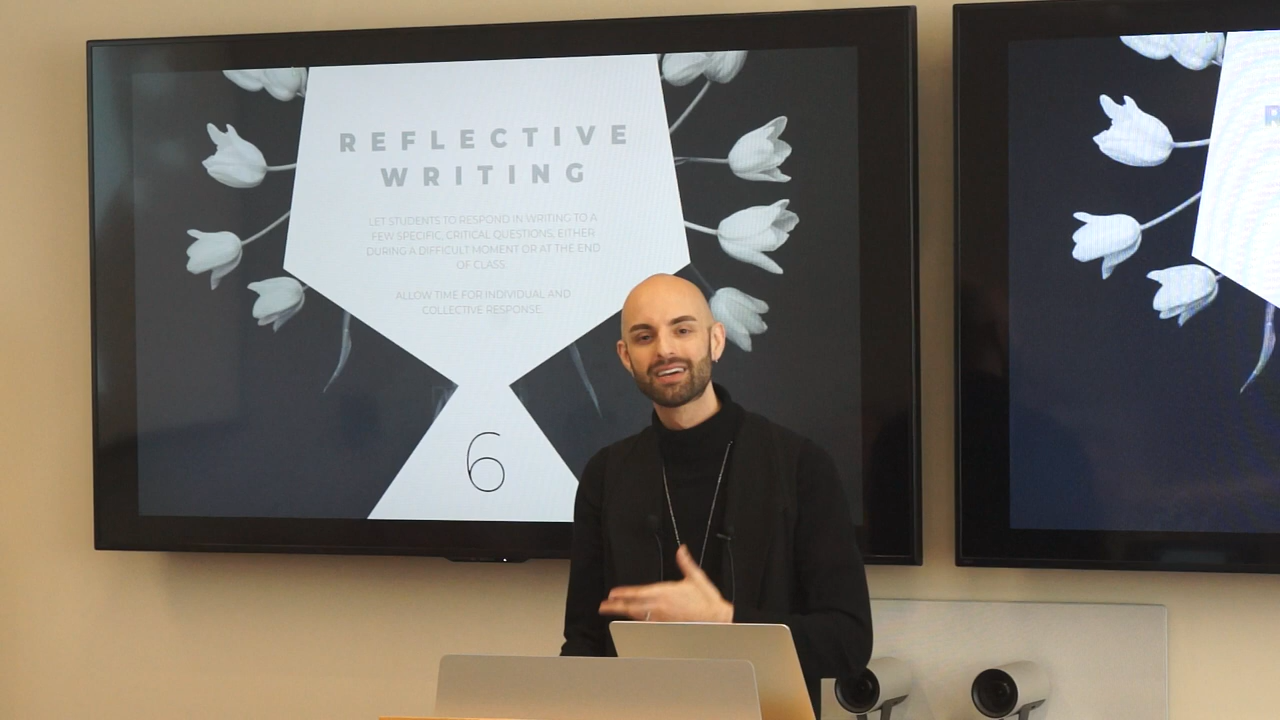 REFLECTIVE
WRITING
LET STUDENTS TO RESPOND IN WRITING TO A
FEW SPECIFIC, CRITICAL QUESTIONS, EITHER
DURING A DIFFICULT MOMENT OR AT THE END
OF CLASS.
ALLOW TIME FOR INDIVIDUAL AND
COLLECTIVE RESPONSE.
6
R